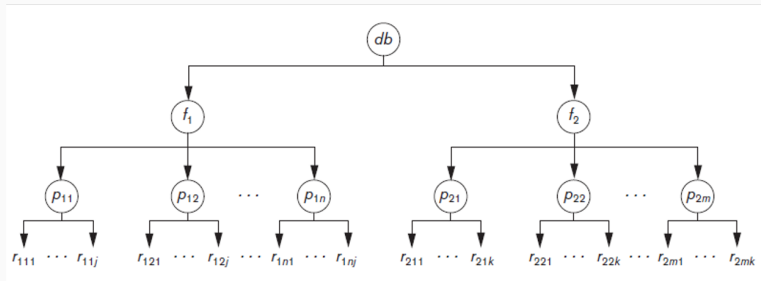 db
f₁ f₂
p₁₁ p₁₂ · · · p₁ₙ p₂₁ p₂₂ · · · p₂ₘ
r₁₁₁ · · · r₁₁ⱼ r₁₂₁ · · · r₁₂ⱼ · · · r₁ₙ₁ · · · r₁ₙⱼ r₂₁₁ · · · r₂₁ₖ r₂₂₁ · · · r₂₂ₖ · · · r₂ₘ₁ · · · r₂ₘₖ